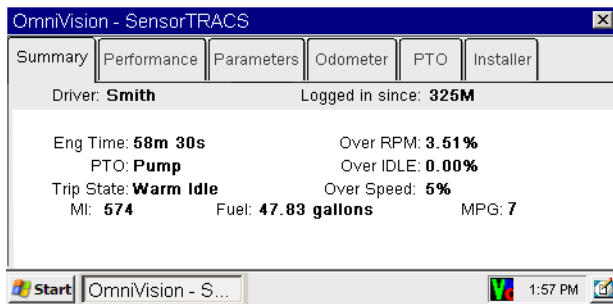 OmniVision - SensorTRACS
Summary Performance Parameters Odometer PTO Installer
Driver: Smith Logged in since: 325M
Eng Time: 58m 30s Over RPM: 3.51%
PTO: Pump Over IDLE: 0.00%
Trip State: Warm Idle Over Speed: 5%
MI: 574 Fuel: 47.83 gallons MPG: 7
Start OmniVision - S... 1:57 PM